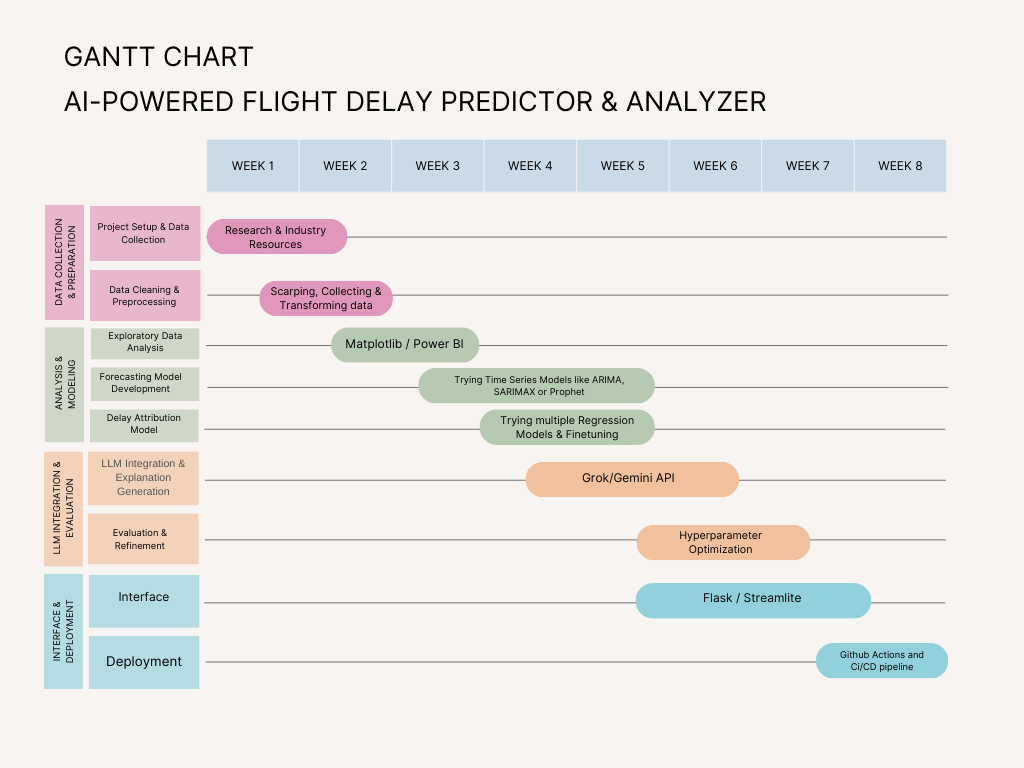 GANTT CHART
AI-POWERED FLIGHT DELAY PREDICTOR & ANALYZER
WEEK 1
WEEK 2
WEEK 3
WEEK 4
WEEK 5
WEEK 6
WEEK 7
WEEK 8
DATA COLLECTION
& PREPARATION
Project Setup & Data
Collection
Research & Industry
Resources
Data Cleaning &
Preprocessing
Scarping, Collecting &
Transforming data
ANALYSIS &
MODELING
Exploratory Data
Analysis
Matplotlib / Power BI
Forecasting Model
Development
Trying Time Series Models like ARIMA,
SARIMAX or Prophet
Delay Attribution
Model
Trying multiple Regression
Models & Finetuning
LLM INTEGRATION &
EVALUATION
LLM Integration &
Explanation
Generation
Grok/Gemini API
Evaluation &
Refinement
Hyperparameter
Optimization
INTERFACE &
DEPLOYMENT
Interface
Flask / Streamlite
Deployment
Github Actions and
Ci/CD pipeline